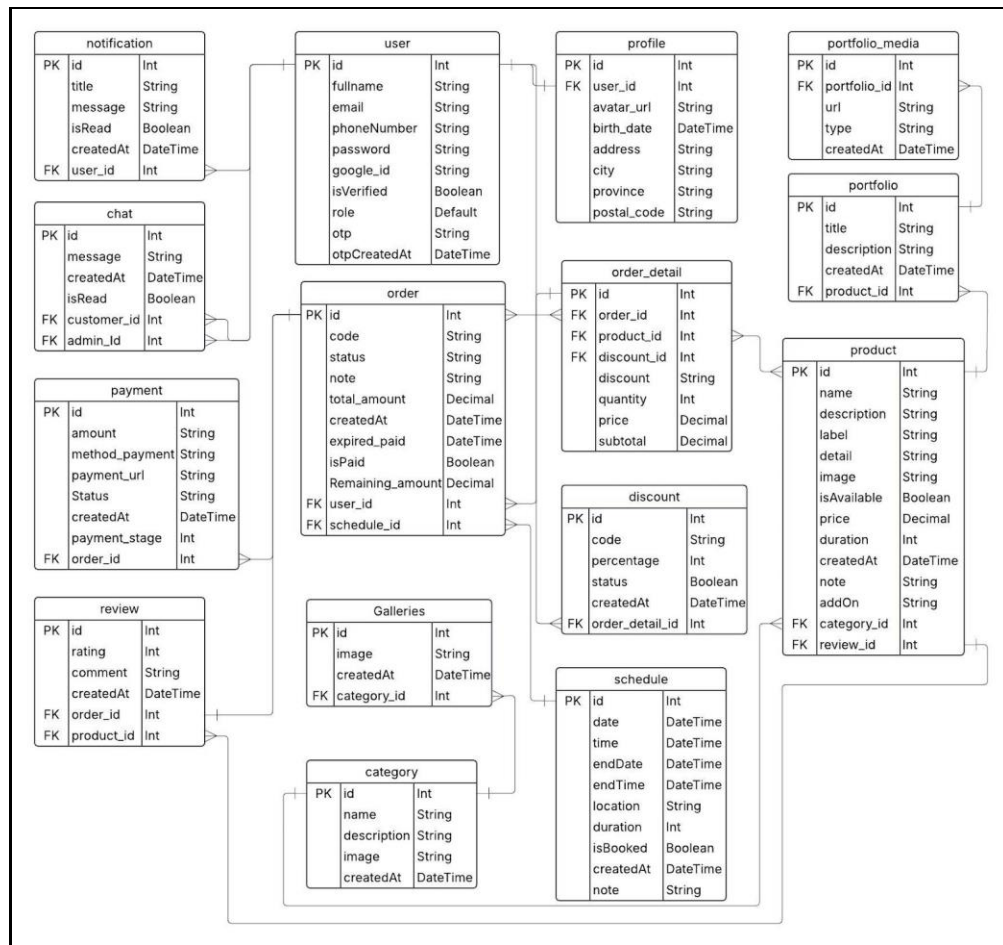 notification
PK id Int
title String
message String
isRead Boolean
createdAt DateTime
FK user_id Int
user
PK id Int
fullname String
email String
phoneNumber String
password String
google_id String
isVerified Boolean
role Default
otp String
otpCreatedAt DateTime
profile
PK id Int
FK user_id Int
avatar_url String
birth_date DateTime
address String
city String
province String
postal_code String
portfolio_media
PK id Int
FK portfolio_id Int
url String
type String
createdAt DateTime
chat
PK id Int
message String
createdAt DateTime
isRead Boolean
FK customer_id Int
FK admin_Id Int
order
PK id Int
code String
status String
note String
total_amount Decimal
createdAt DateTime
expired_paid DateTime
isPaid Boolean
Remaining_amount Decimal
FK user_id Int
FK schedule_id Int
order_detail
PK id Int
FK order_id Int
FK product_id Int
FK discount_id Int
discount String
quantity Int
price Decimal
subtotal Decimal
portfolio
PK id Int
title String
description String
createdAt DateTime
FK product_id Int
payment
PK id Int
amount String
method_payment String
payment_url String
Status String
createdAt DateTime
payment_stage Int
FK order_id Int
product
PK id Int
name String
description String
label String
detail String
image String
isAvailable Boolean
price Decimal
duration Int
createdAt DateTime
note String
addOn String
FK category_id Int
FK review_id Int
discount
PK id Int
code String
percentage Int
status Boolean
createdAt DateTime
FK order_detail_id Int
review
PK id Int
rating Int
comment String
createdAt DateTime
FK order_id Int
FK product_id Int
Galleries
PK id Int
image String
createdAt DateTime
FK category_id Int
schedule
PK id Int
date DateTime
time DateTime
endDate DateTime
endTime DateTime
location String
duration Int
isBooked Boolean
createdAt DateTime
note String
category
PK id Int
name String
description String
image String
createdAt DateTime